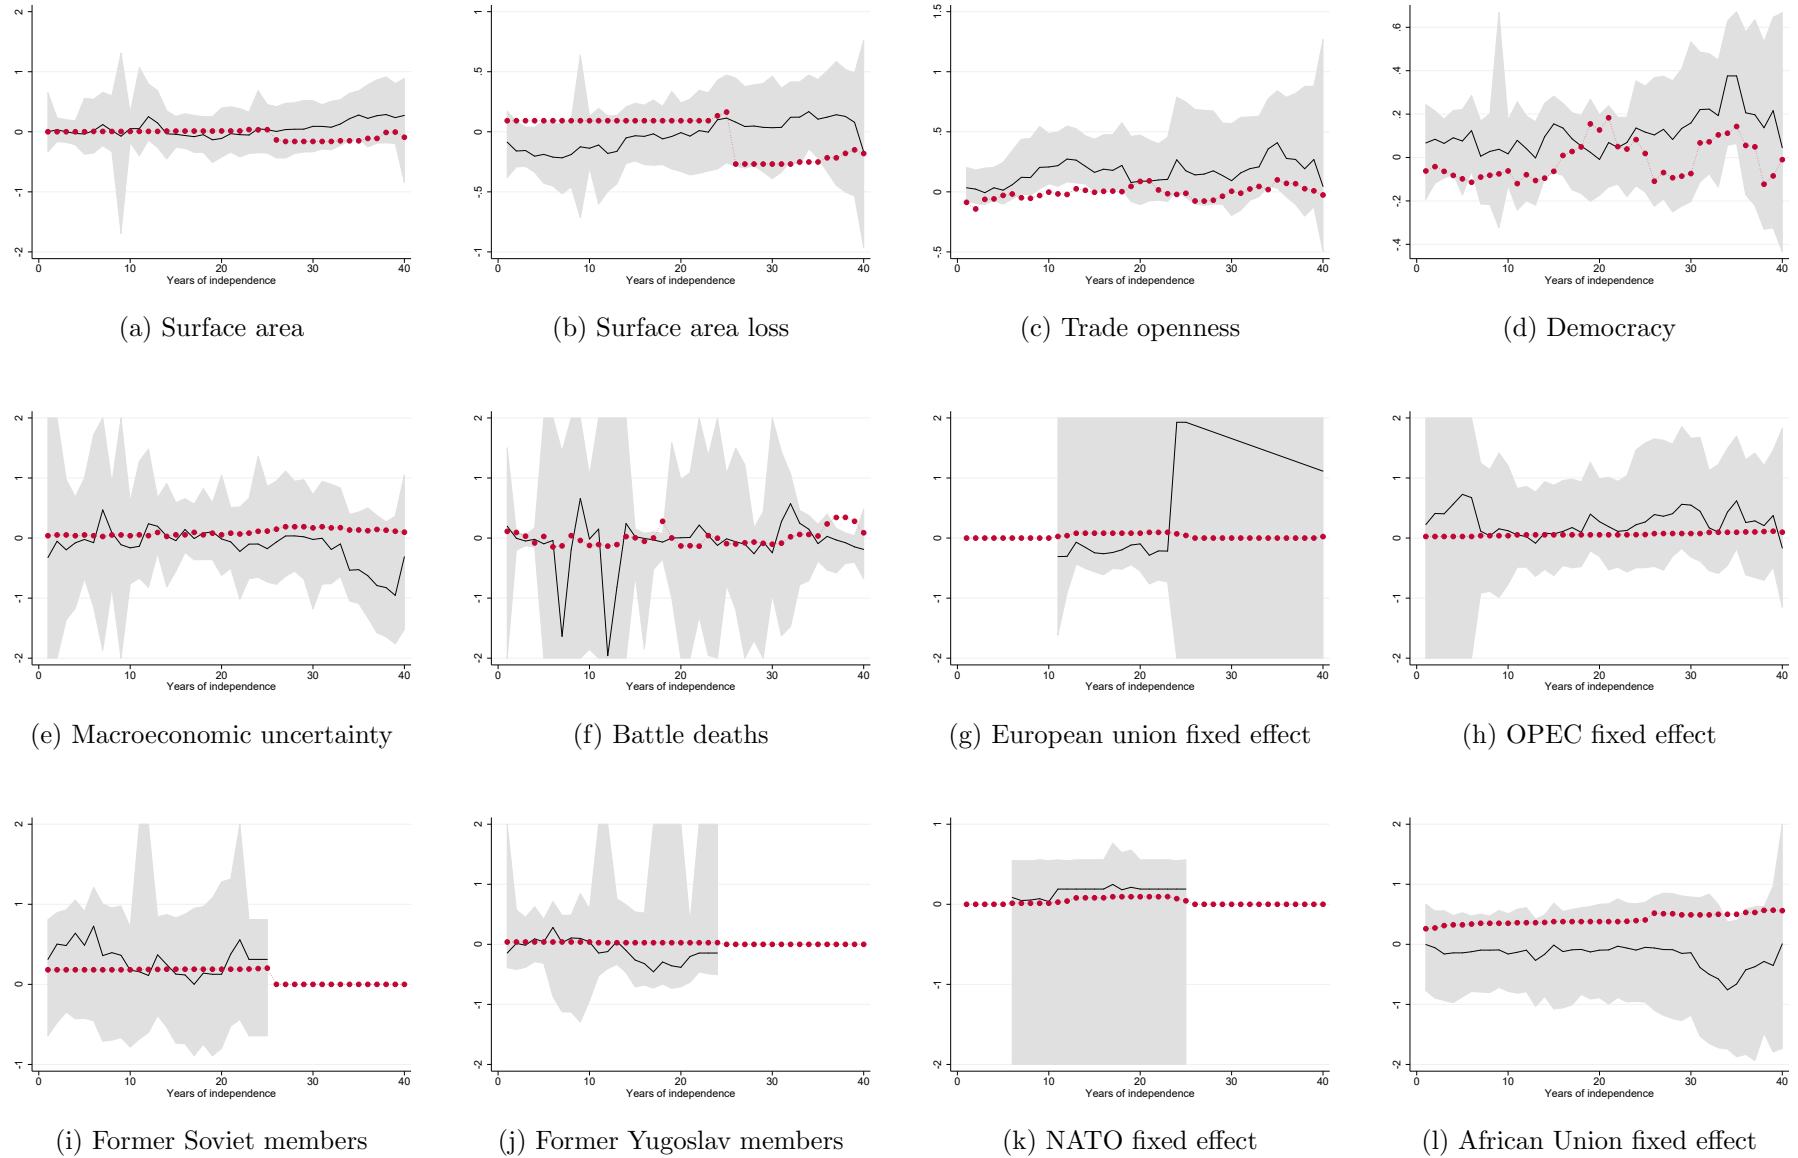 2
1
0
-1
-2
0 10 20 30 40
Years of independence
(a) Surface area
1
.5
0
-.5
-1
0 10 20 30 40
Years of independence
(b) Surface area loss
1.5
1
.5
0
-.5
0 10 20 30 40
Years of independence
(c) Trade openness
.6
.4
.2
0
-.2
-.4
0 10 20 30 40
Years of independence
(d) Democracy
2
1
0
-1
-2
0 10 20 30 40
Years of independence
(e) Macroeconomic uncertainty
2
1
0
-1
-2
0 10 20 30 40
Years of independence
(f) Battle deaths
2
1
0
-1
-2
0 10 20 30 40
Years of independence
(g) European union fixed effect
2
1
0
-1
-2
0 10 20 30 40
Years of independence
(h) OPEC fixed effect
2
1
0
-1
0 10 20 30 40
Years of independence
(i) Former Soviet members
2
1
0
-1
-2
0 10 20 30 40
Years of independence
(j) Former Yugoslav members
1
0
-1
-2
0 10 20 30 40
Years of independence
(k) NATO fixed effect
2
1
0
-1
-2
0 10 20 30 40
Years of independence
(l) African Union fixed effect